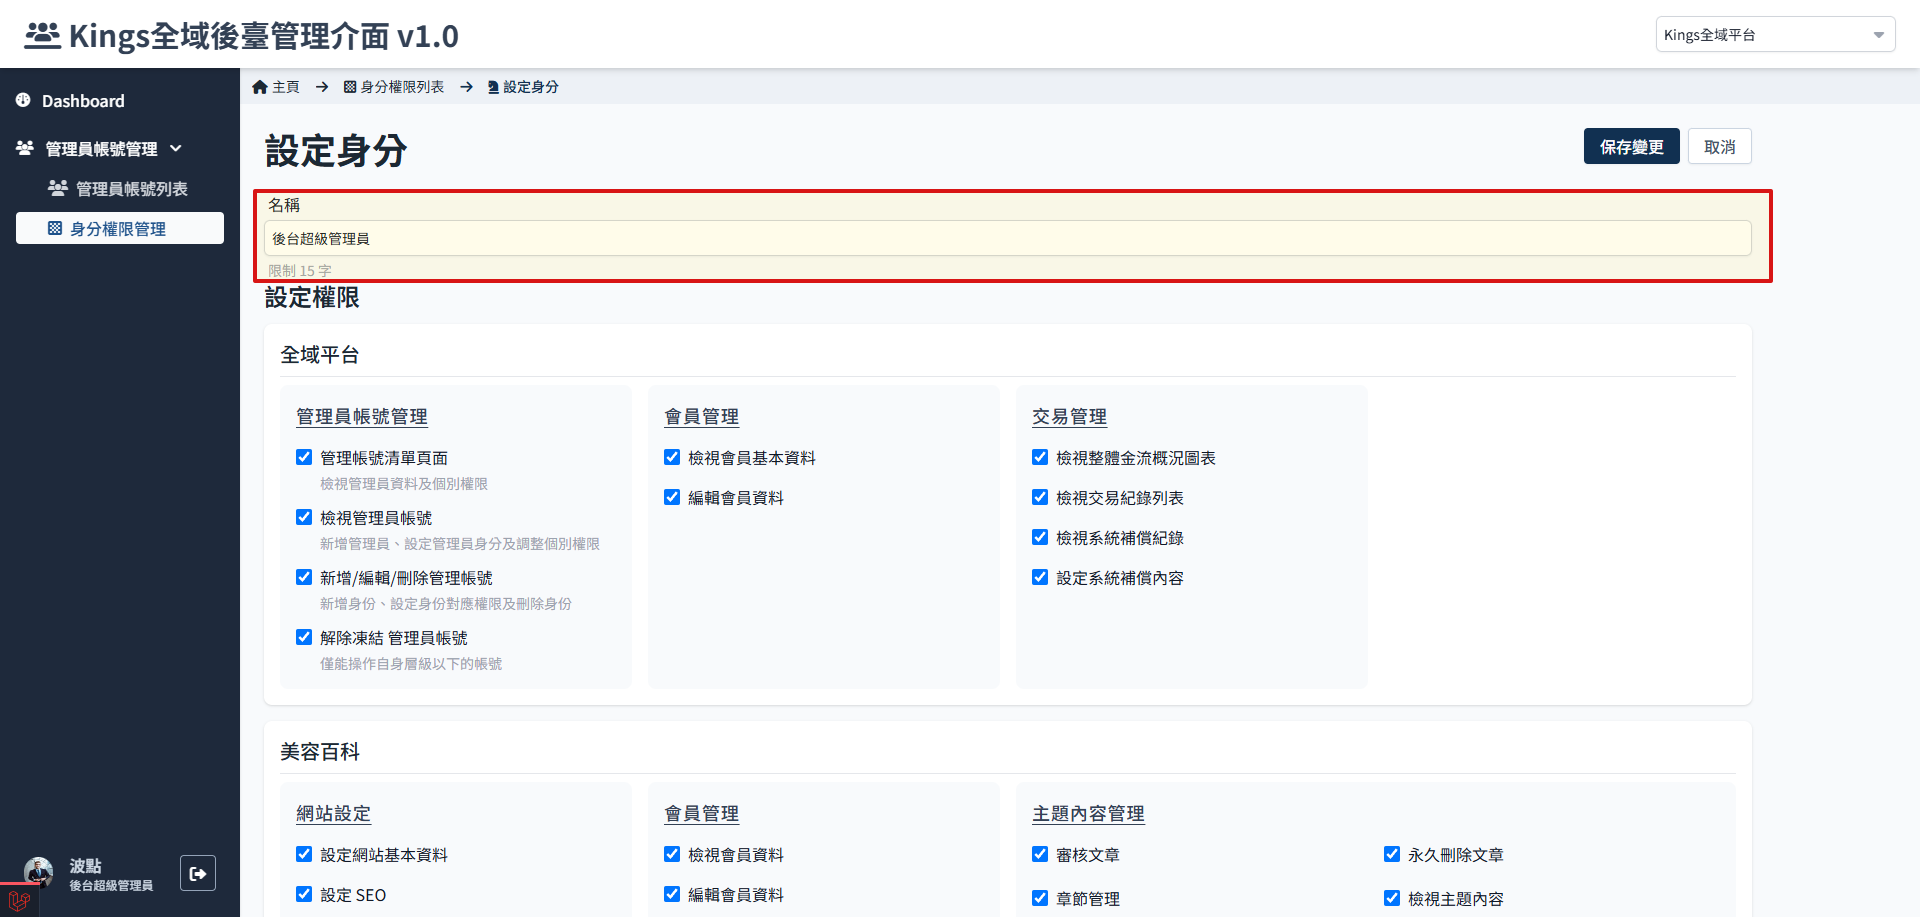 Kings全域後臺管理介面 v1.0
Kings全域平台
Dashboard
管理員帳號管理
管理員帳號列表
身分權限管理
主頁
身分權限列表
設定身分
設定身分
保存變更
取消
名稱
後台超級管理員
限制 15 字
設定權限
全域平台
管理員帳號管理
管理帳號清單頁面
檢視管理員資料及個別權限
檢視管理員帳號
新增管理員、設定管理員身分及調整個別權限
新增/編輯/刪除管理帳號
新增身份、設定身份對應權限及刪除身份
解除凍結 管理員帳號
僅能操作自身層級以下的帳號
會員管理
檢視會員基本資料
編輯會員資料
交易管理
檢視整體金流概況圖表
檢視交易紀錄列表
檢視系統補償紀錄
設定系統補償內容
美容百科
網站設定
設定網站基本資料
設定 SEO
會員管理
檢視會員資料
編輯會員資料
主題內容管理
審核文章
永久刪除文章
章節管理
檢視主題內容
波點
後台超級管理員